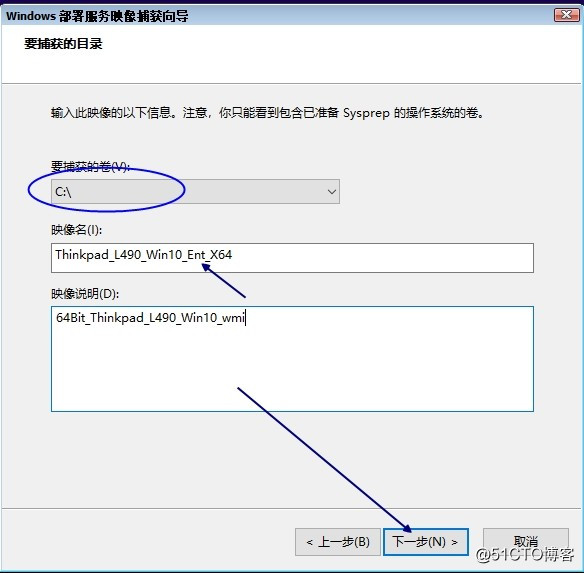 Windows 部署服务映像捕获向导
要捕获的目录
输入此映像的以下信息。注意，你只能看到包含已准备 Sysprep 的操作系统的卷。
要捕获的卷(V):
C:\
映像名(I):
Thinkpad_L490_Win10_Ent_X64
映像说明(D):
64Bit_Thinkpad_L490_Win10_wmi
< 上一步(B)
下一步(N) >
取消
@51CTO博客